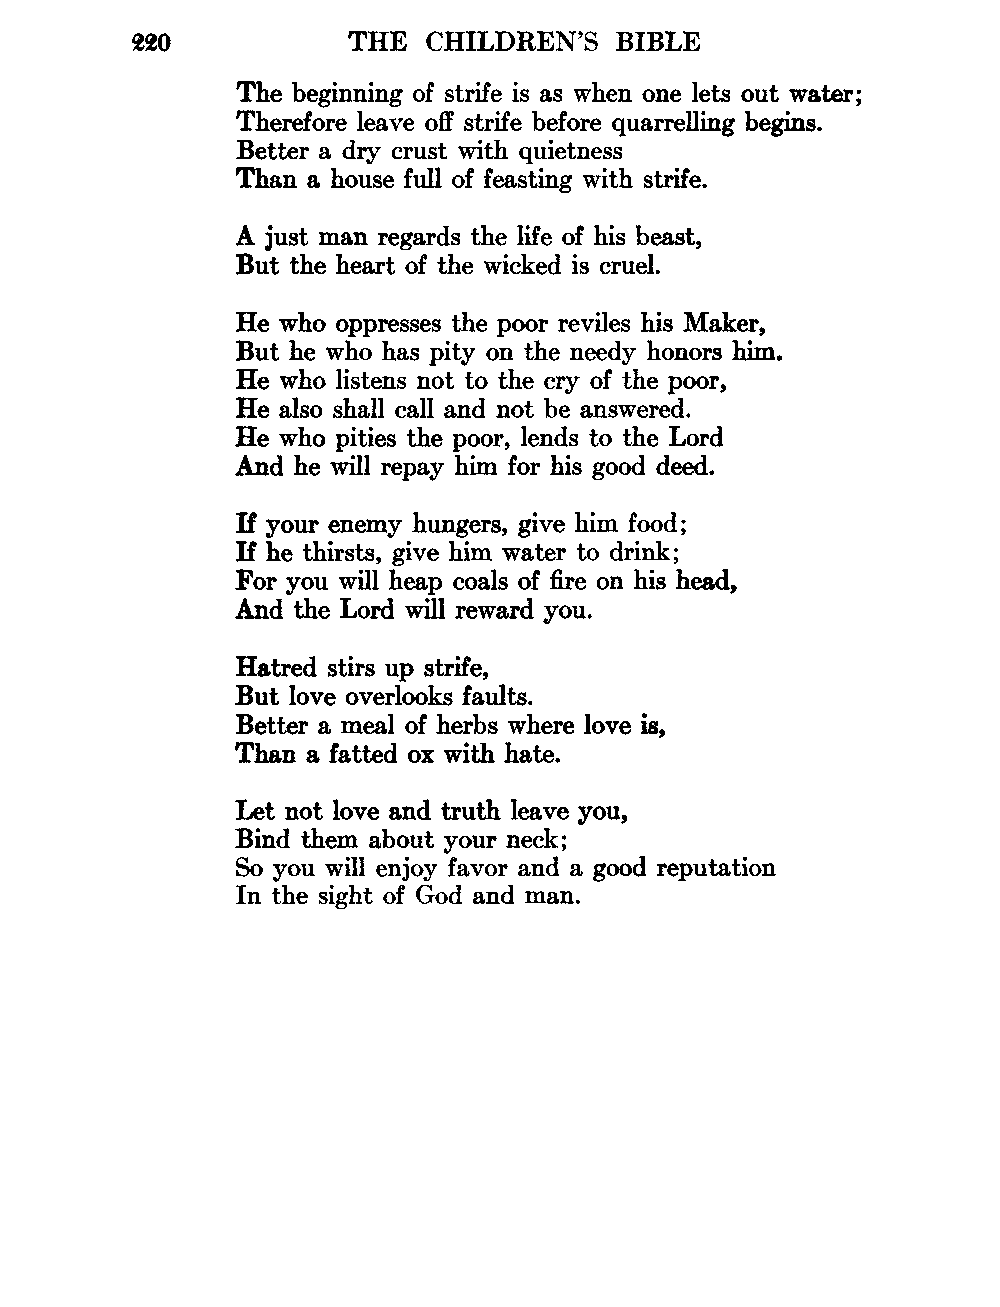 220 THE CHILDREN'S BIBLE
The beginning of strife is as when one lets out water;
Therefore leave off strife before quarrelling begins.
Better a dry crust with quietness
Than a house full of feasting with strife.
A just man regards the life of his beast,
But the heart of the wicked is cruel.
He who oppresses the poor reviles his Maker,
But he who has pity on the needy honors him.
He who listens not to the cry of the poor,
He also shall call and not be answered.
He who pities the poor, lends to the Lord
And he will repay him for his good deed.
If your enemy hungers, give him food;
If he thirsts, give him water to drink;
For you will heap coals of fire on his head,
And the Lord will reward you.
Hatred stirs up strife,
But love overlooks faults.
Better a meal of herbs where love is,
Than a fatted ox with hate.
Let not love and truth leave you,
Bind them about your neck;
So you will enjoy favor and a good reputation
In the sight of God and man.